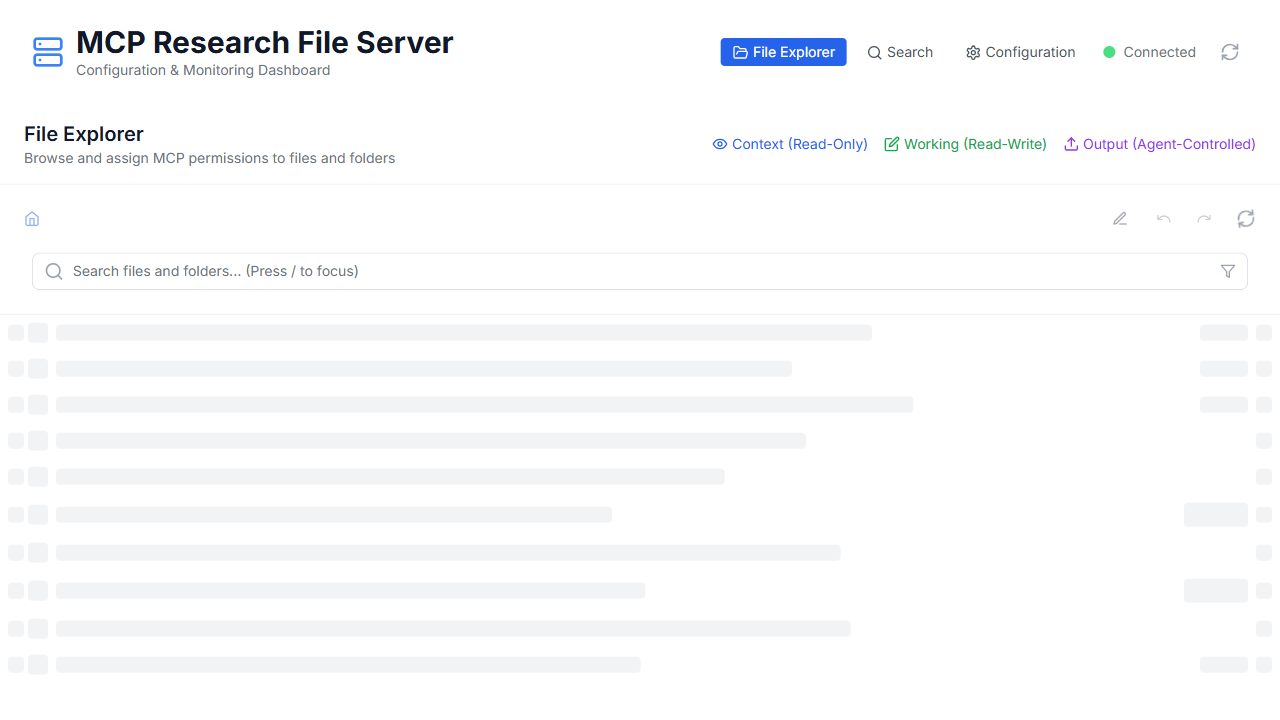 MCP Research File Server
Configuration & Monitoring Dashboard
File Explorer
Search
Configuration
Connected
File Explorer
Browse and assign MCP permissions to files and folders
Context (Read-Only)
Working (Read-Write)
Output (Agent-Controlled)
Search files and folders... (Press / to focus)